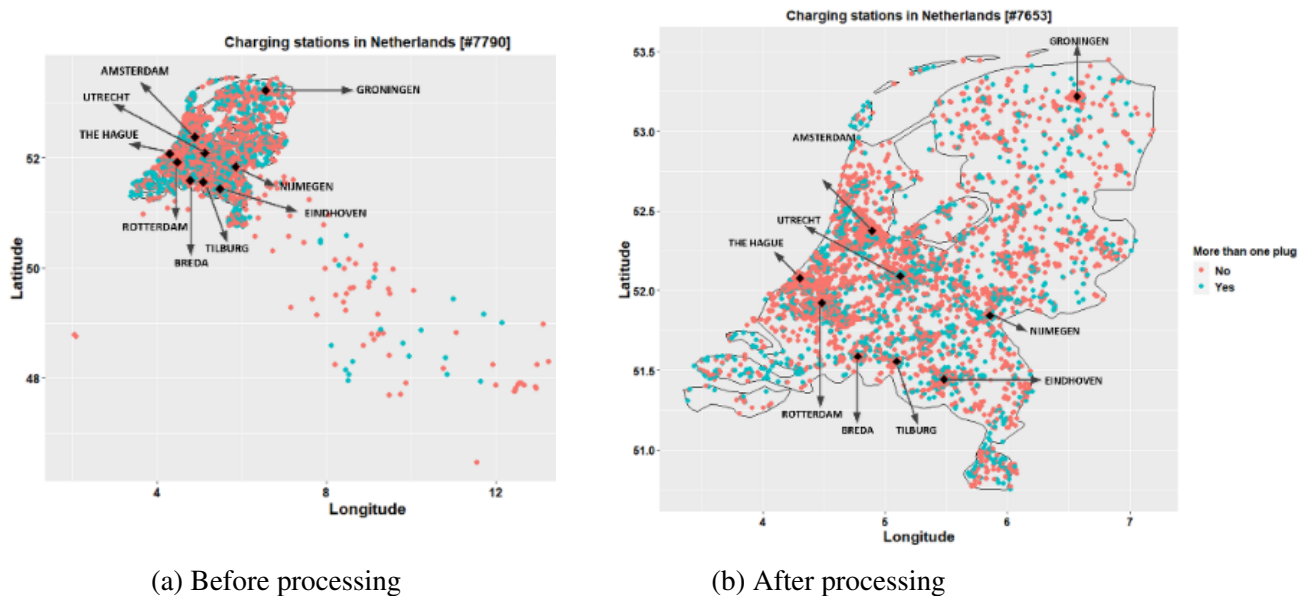 Charging stations in Netherlands [#7790]
AMSTERDAM
UTRECHT
THE HAGUE
GRONINGEN
NIJMEGEN
EINDHOVEN
ROTTERDAM
TILBURG
BREDA
Latitude
52
50
48
4
8
12
Longitude
(a) Before processing
Charging stations in Netherlands [#7653]
GRONINGEN
AMSTERDAM
UTRECHT
THE HAGUE
NIJMEGEN
EINDHOVEN
ROTTERDAM
BREDA
TILBURG
Latitude
53.5
53.0
52.5
52.0
51.5
51.0
4
5
6
7
Longitude
More than one plug
No
Yes
(b) After processing